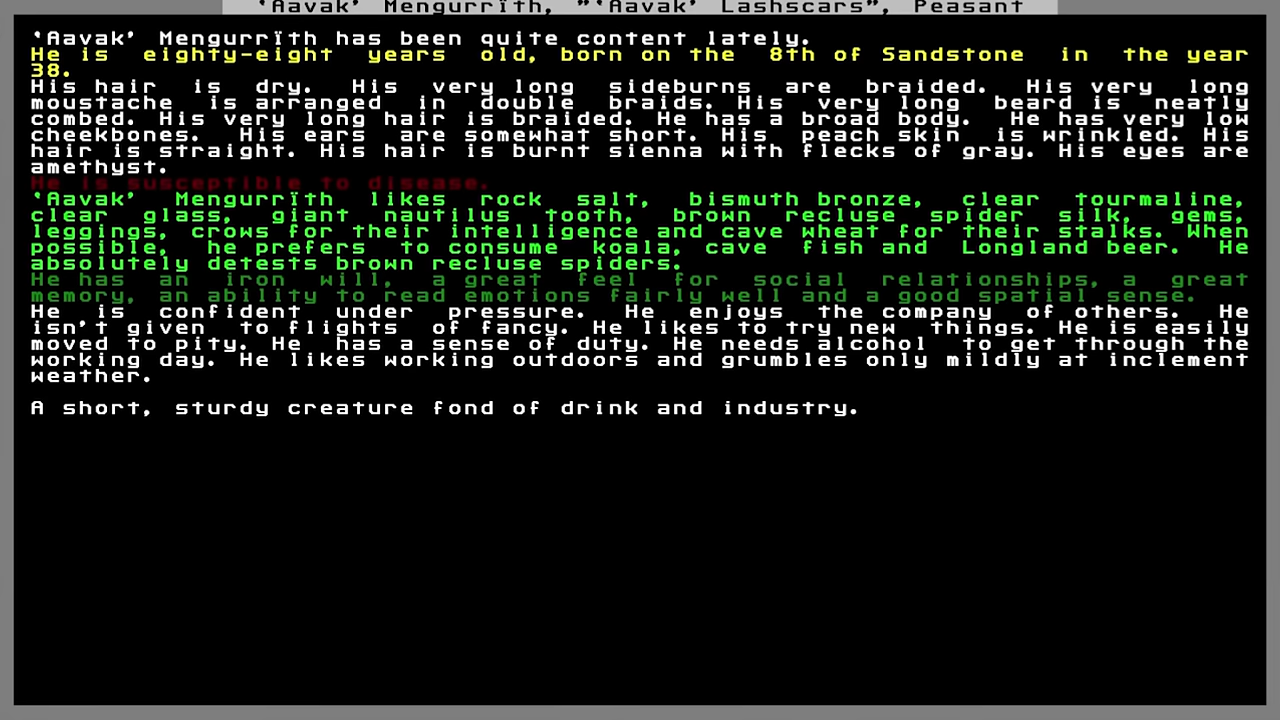 'Aavak' Mengurrïth, "'Aavak' Lashscars", Peasant
'Aavak' Mengurrïth has been quite content lately.
He is eighty-eight years old, born on the 8th of Sandstone in the year
38.
His hair is dry. His very long sideburns are braided. His very long
moustache is arranged in double braids. His very long beard is neatly
combed. His very long hair is braided. He has a broad body. He has very low
cheekbones. His ears are somewhat short. His peach skin is wrinkled. His
hair is straight. His hair is burnt sienna with flecks of gray. His eyes are
amethyst.
He is susceptible to disease.
'Aavak' Mengurrïth likes rock salt, bismuth bronze, clear tourmaline,
clear glass, giant nautilus tooth, brown recluse spider silk, gems,
leggings, crows for their intelligence and cave wheat for their stalks. When
possible, he prefers to consume koala, cave fish and Longland beer. He
absolutely detests brown recluse spiders.
He has an iron will, a great feel for social relationships, a great
memory, an ability to read emotions fairly well and a good spatial sense.
He is confident under pressure. He enjoys the company of others. He
isn't given to flights of fancy. He likes to try new things. He is easily
moved to pity. He has a sense of duty. He needs alcohol to get through the
working day. He likes working outdoors and grumbles only mildly at inclement
weather.
A short, sturdy creature fond of drink and industry.